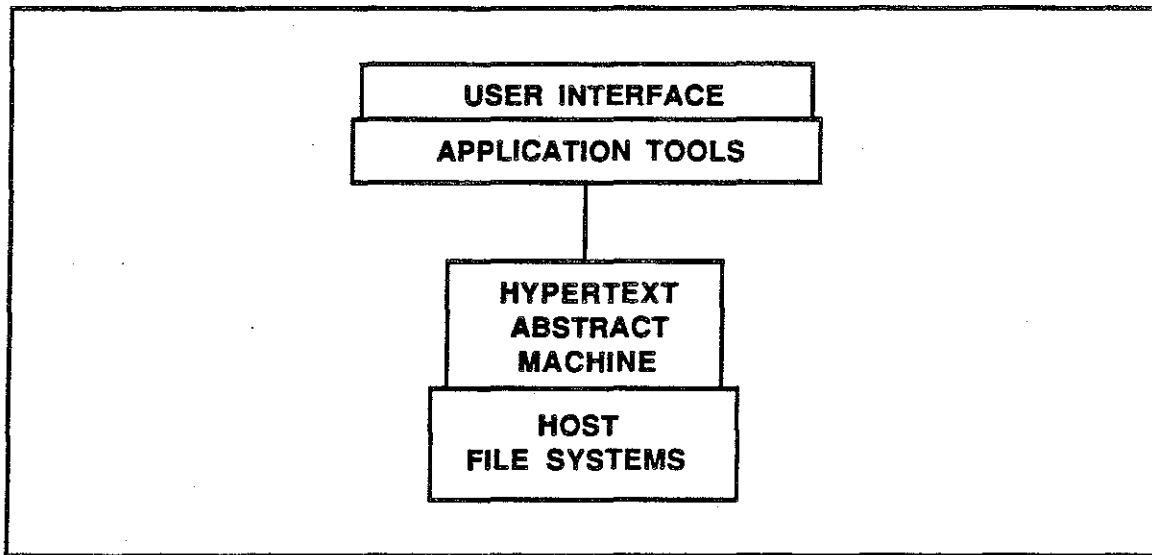 USER INTERFACE
APPLICATION TOOLS
HYPERTEXT
ABSTRACT
MACHINE
HOST
FILE SYSTEMS